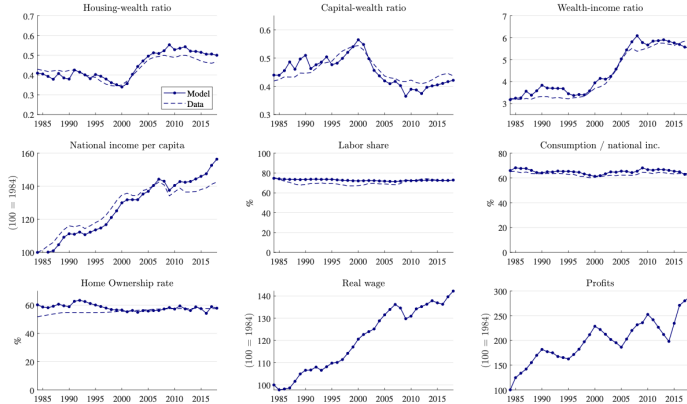 Housing-wealth ratio
0.7
0.6
0.5
0.4
0.3
0.2
1985 1990 1995 2000 2005 2010 2015
Model
Data
Capital-wealth ratio
0.6
0.5
0.4
0.3
1985 1990 1995 2000 2005 2010 2015
Wealth-income ratio
7
6
5
4
3
1985 1990 1995 2000 2005 2010 2015
National income per capita
(100 = 1984)
160
140
120
100
1985 1990 1995 2000 2005 2010 2015
Labor share
%
100
80
60
40
20
0
1985 1990 1995 2000 2005 2010 2015
Consumption / national inc.
%
80
60
40
20
0
1985 1990 1995 2000 2005 2010 2015
Home Ownership rate
%
60
40
20
0
1985 1990 1995 2000 2005 2010 2015
Real wage
(100 = 1984)
140
130
120
110
100
1985 1990 1995 2000 2005 2010 2015
Profits
(100 = 1984)
300
250
200
150
100
1985 1990 1995 2000 2005 2010 2015